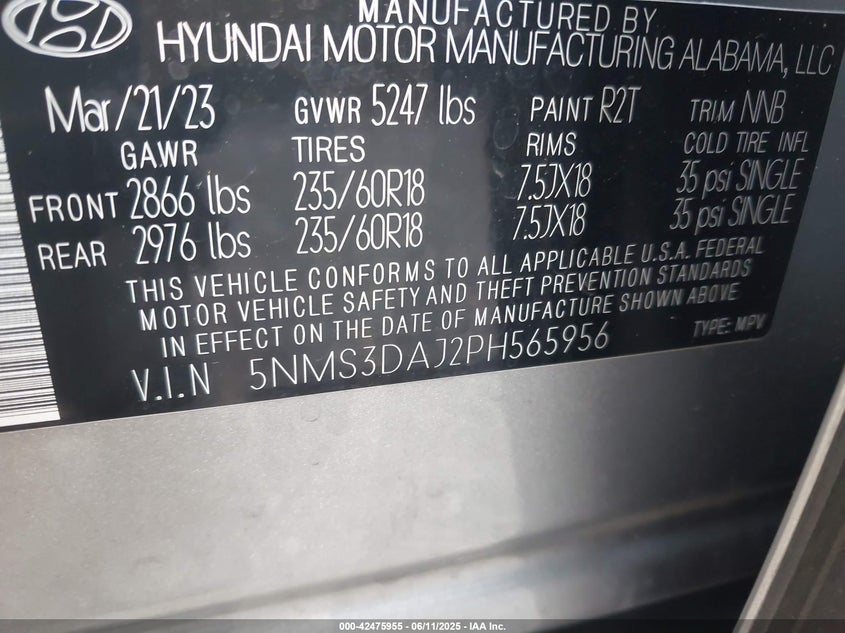 MANUFACTURED BY
HYUNDAI MOTOR MANUFACTURING ALABAMA, LLC
Mar/21/23 GVWR 5247 lbs PAINT R2T TRIM NNB
GAWR TIRES RIMS COLD TIRE INFL
FRONT 2866 lbs 235/60R18 7.5JX18 35 psi SINGLE
REAR 2976 lbs 235/60R18 7.5JX18 35 psi SINGLE
THIS VEHICLE CONFORMS TO ALL APPLICABLE U.S.A. FEDERAL
MOTOR VEHICLE SAFETY AND THEFT PREVENTION STANDARDS
IN EFFECT ON THE DATE OF MANUFACTURE SHOWN ABOVE
V.I.N 5NMS3DAJ2PH565956 TYPE: MPV
000-42475955 - 06/11/2025 - IAA Inc.